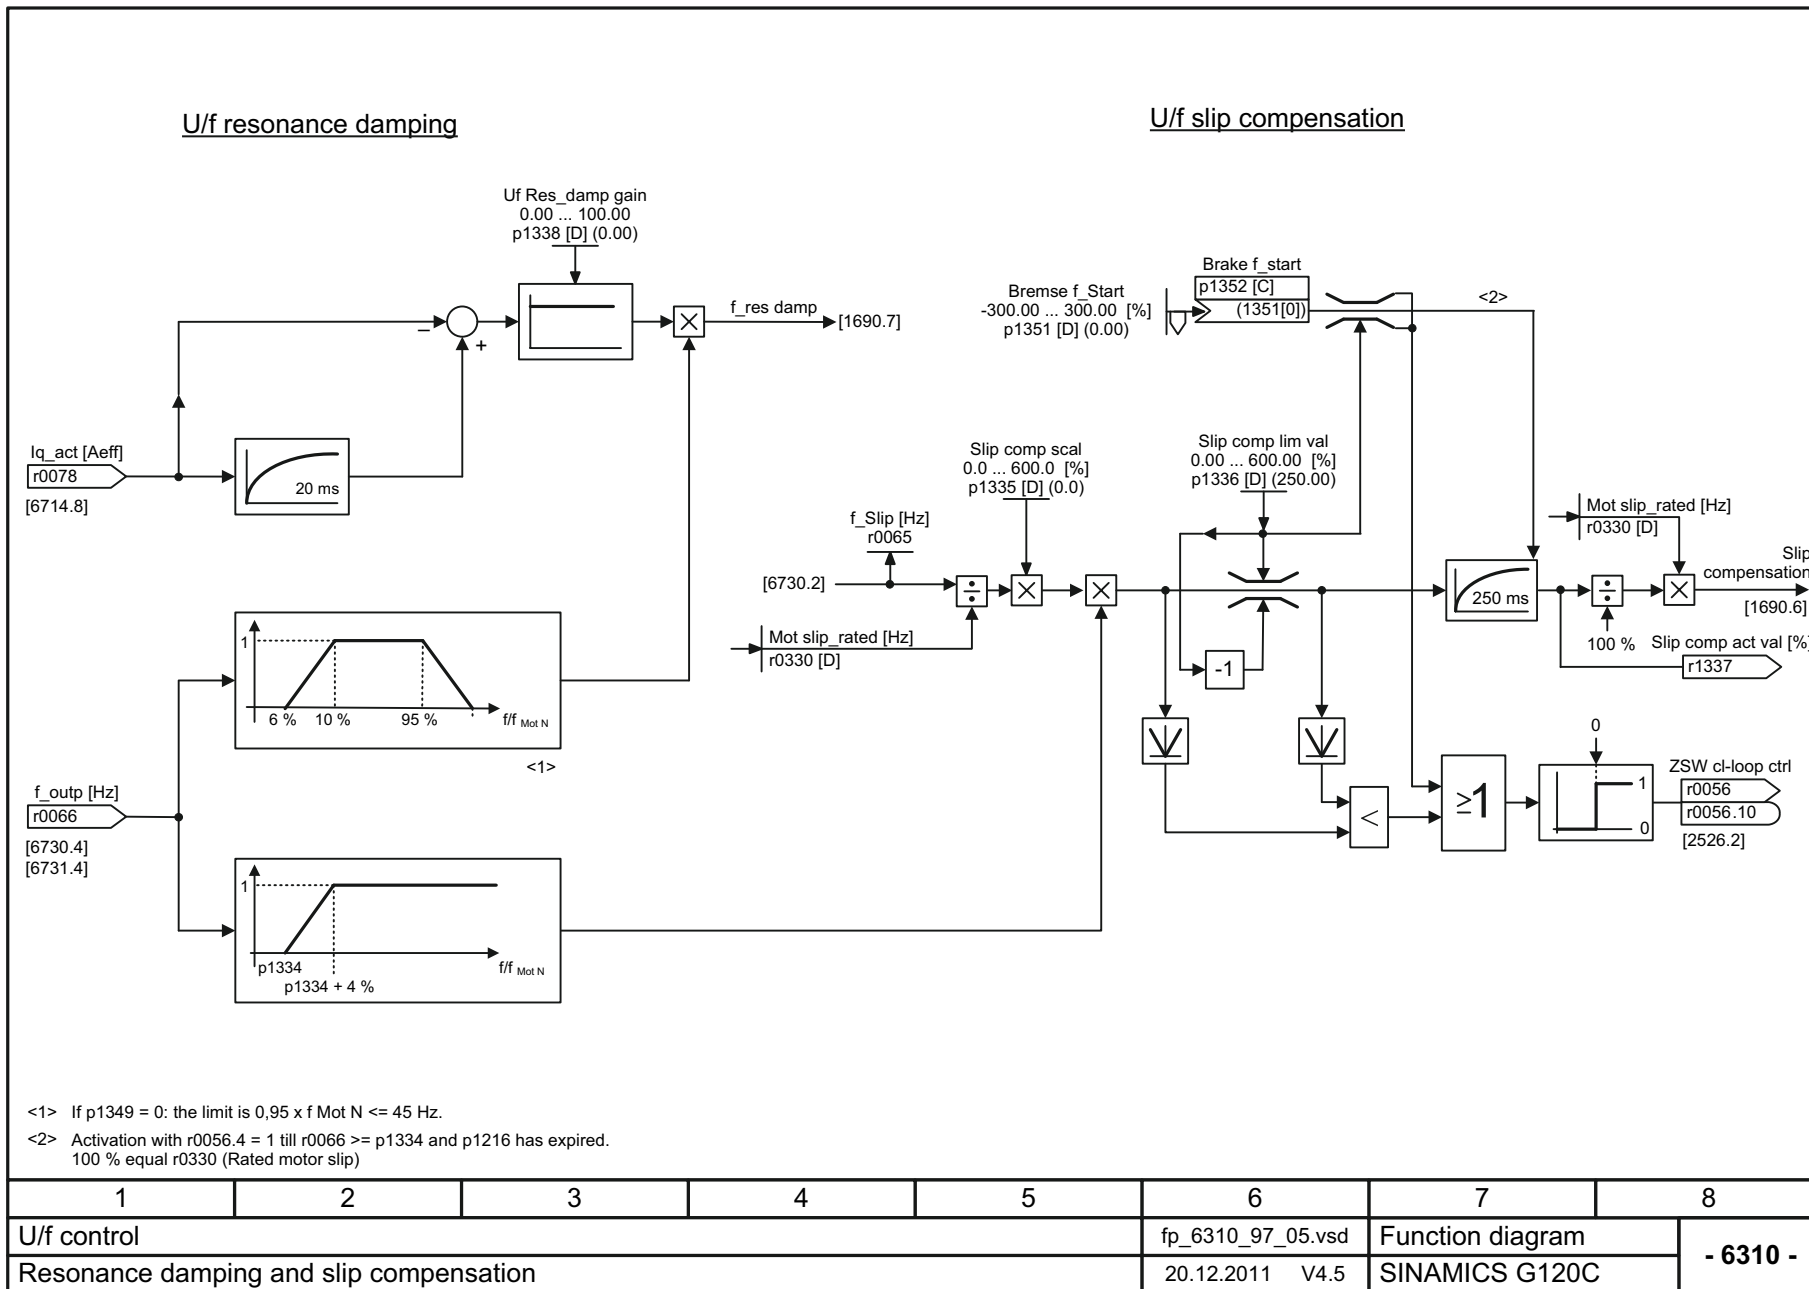 U/f resonance damping
U/f slip compensation
Uf Res_damp gain
0.00 ... 100.00
p1338 [D] (0.00)
f_res damp
[1690.7]
–
+
Iq_act [Aeff]
r0078
[6714.8]
20 ms
1
6 %
10 %
95 %
f/f Mot N
<1>
f_outp [Hz]
r0066
[6730.4]
[6731.4]
1
p1334
p1334 + 4 %
f/f Mot N
Brake f_start
p1352 [C]
(1351[0])
Bremse f_Start
-300.00 ... 300.00 [%]
p1351 [D] (0.00)
<2>
Slip comp scal
0.0 ... 600.0 [%]
p1335 [D] (0.0)
Slip comp lim val
0.00 ... 600.00 [%]
p1336 [D] (250.00)
f_Slip [Hz]
r0065
[6730.2]
÷
×
×
Mot slip_rated [Hz]
r0330 [D]
-1
250 ms
Mot slip_rated [Hz]
r0330 [D]
÷
×
100 %
Slip
compensation
[1690.6]
Slip comp act val [%]
r1337
<
≥1
0
1
0
ZSW cl-loop ctrl
r0056
r0056.10
[2526.2]
<1> If p1349 = 0: the limit is 0,95 x f Mot N <= 45 Hz.
<2> Activation with r0056.4 = 1 till r0066 >= p1334 and p1216 has expired.
100 % equal r0330 (Rated motor slip)
1 2 3 4 5 6 7 8
U/f control
fp_6310_97_05.vsd
Function diagram
- 6310 -
Resonance damping and slip compensation
20.12.2011 V4.5
SINAMICS G120C